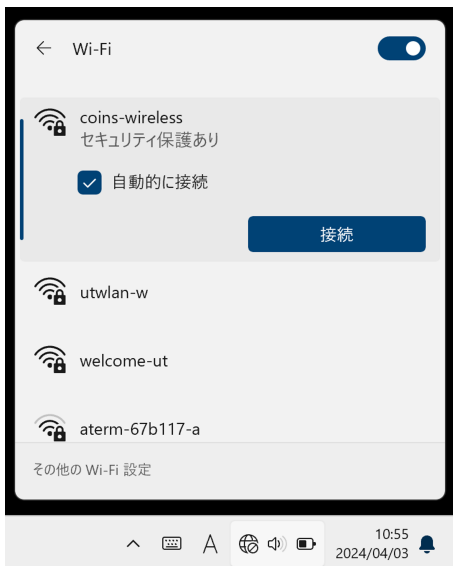 Wi-Fi
coins-wireless
セキュリティ保護あり
自動的に接続
接続
utwlan-w
welcome-ut
aterm-67b117-a
その他の Wi-Fi 設定
A
10:55
2024/04/03